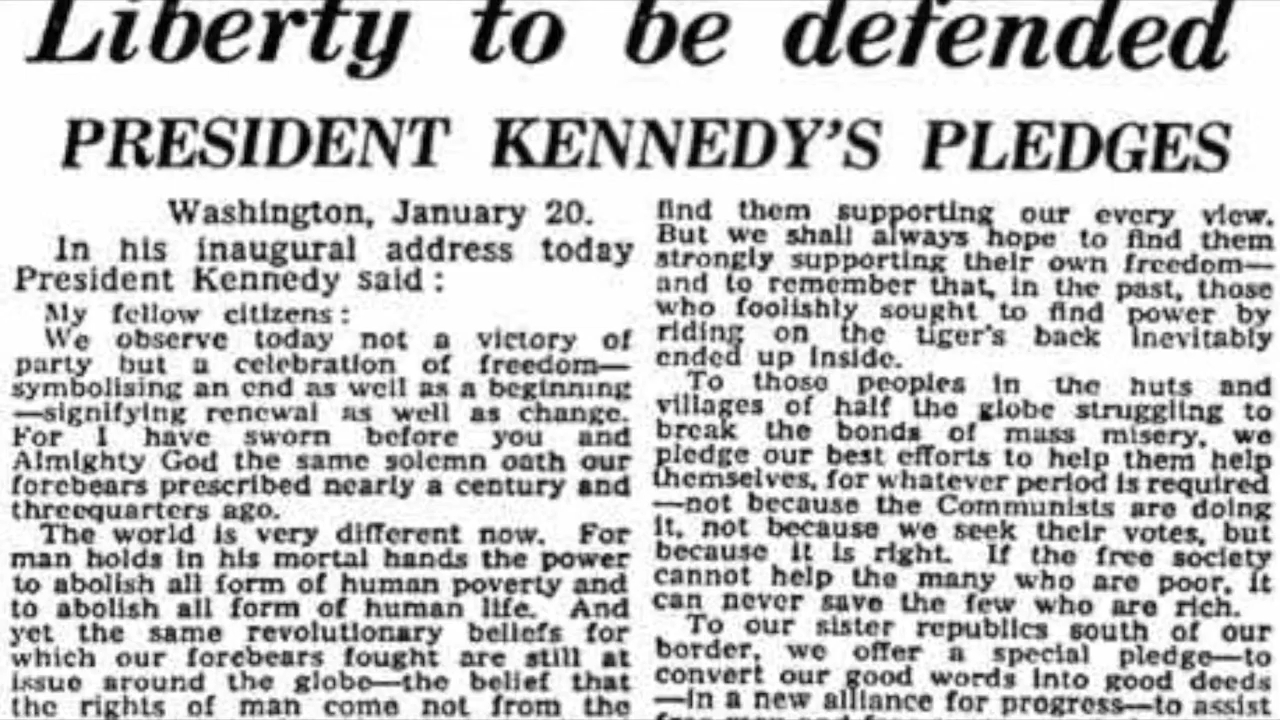 Liberty to be defended
PRESIDENT KENNEDY'S PLEDGES
Washington, January 20.
In his inaugural address today
President Kennedy said:
My fellow citizens:
We observe today not a victory of
party but a celebration of freedom—
symbolising an end as well as a beginning
—signifying renewal as well as change.
For I have sworn before you and
Almighty God the same solemn oath our
forebears prescribed nearly a century and
threequarters ago.
The world is very different now. For
man holds in his mortal hands the power
to abolish all form of human poverty and
to abolish all form of human life. And
yet the same revolutionary beliefs for
which our forebears fought are still at
issue around the globe—the belief that
the rights of man come not from the
find them supporting our every view.
But we shall always hope to find them
strongly supporting their own freedom—
and to remember that, in the past, those
who foolishly sought to find power by
riding on the tiger's back inevitably
ended up inside.
To those peoples in the huts and
villages of half the globe struggling to
break the bonds of mass misery, we
pledge our best efforts to help them help
themselves, for whatever period is required
—not because the Communists are doing
it, not because we seek their votes, but
because it is right. If the free society
cannot help the many who are poor, it
can never save the few who are rich.
To our sister republics south of our
border, we offer a special pledge—to
convert our good words into good deeds
—in a new alliance for progress—to assist